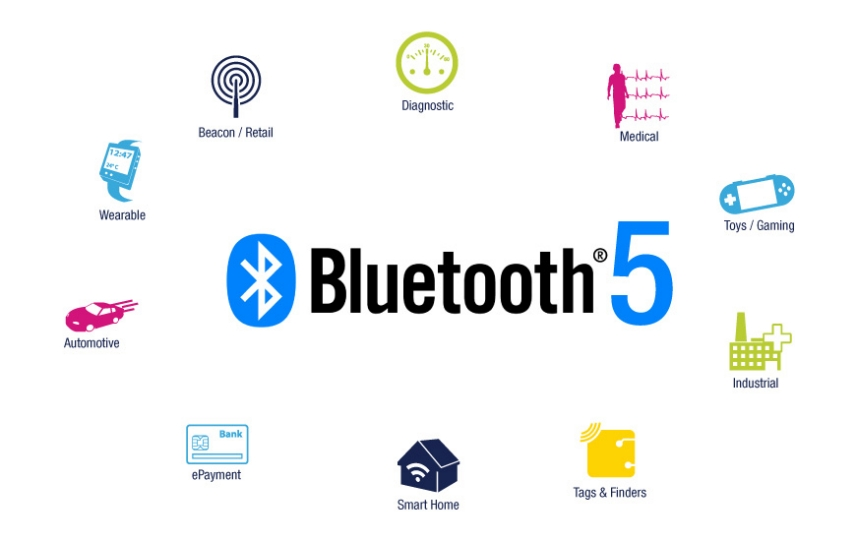 Diagnostic
Beacon / Retail
Medical
12:47
20°C
Wearable
Toys / Gaming
Bluetooth® 5
Automotive
Industrial
Bank
ePayment
Smart Home
Tags & Finders